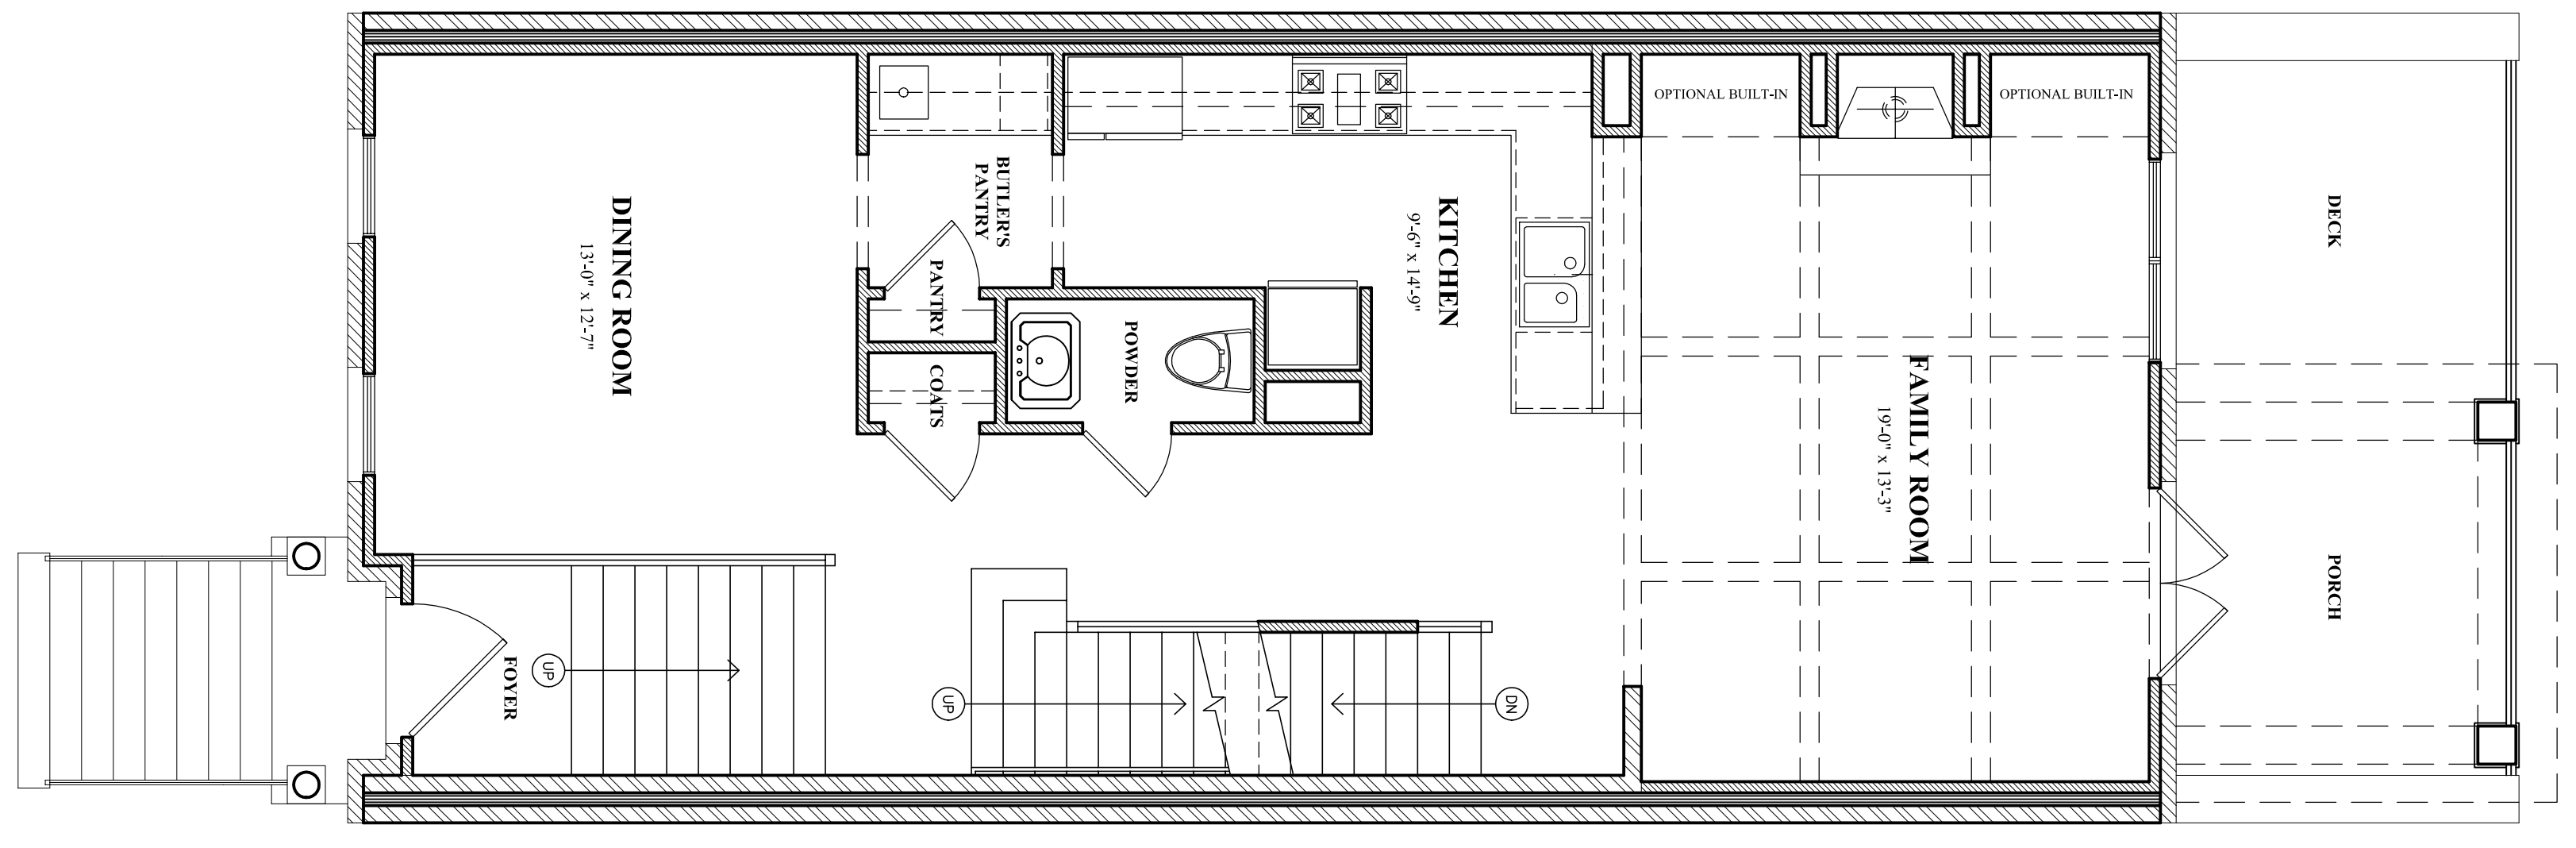 DINING ROOM
13'-0" x 12'-7"
BUTLER'S
PANTRY
PANTRY
COATS
POWDER
KITCHEN
9'-6" x 14'-9"
OPTIONAL BUILT-IN
OPTIONAL BUILT-IN
FAMILY ROOM
19'-0" x 13'-3"
DECK
PORCH
FOYER
UP
UP
DN